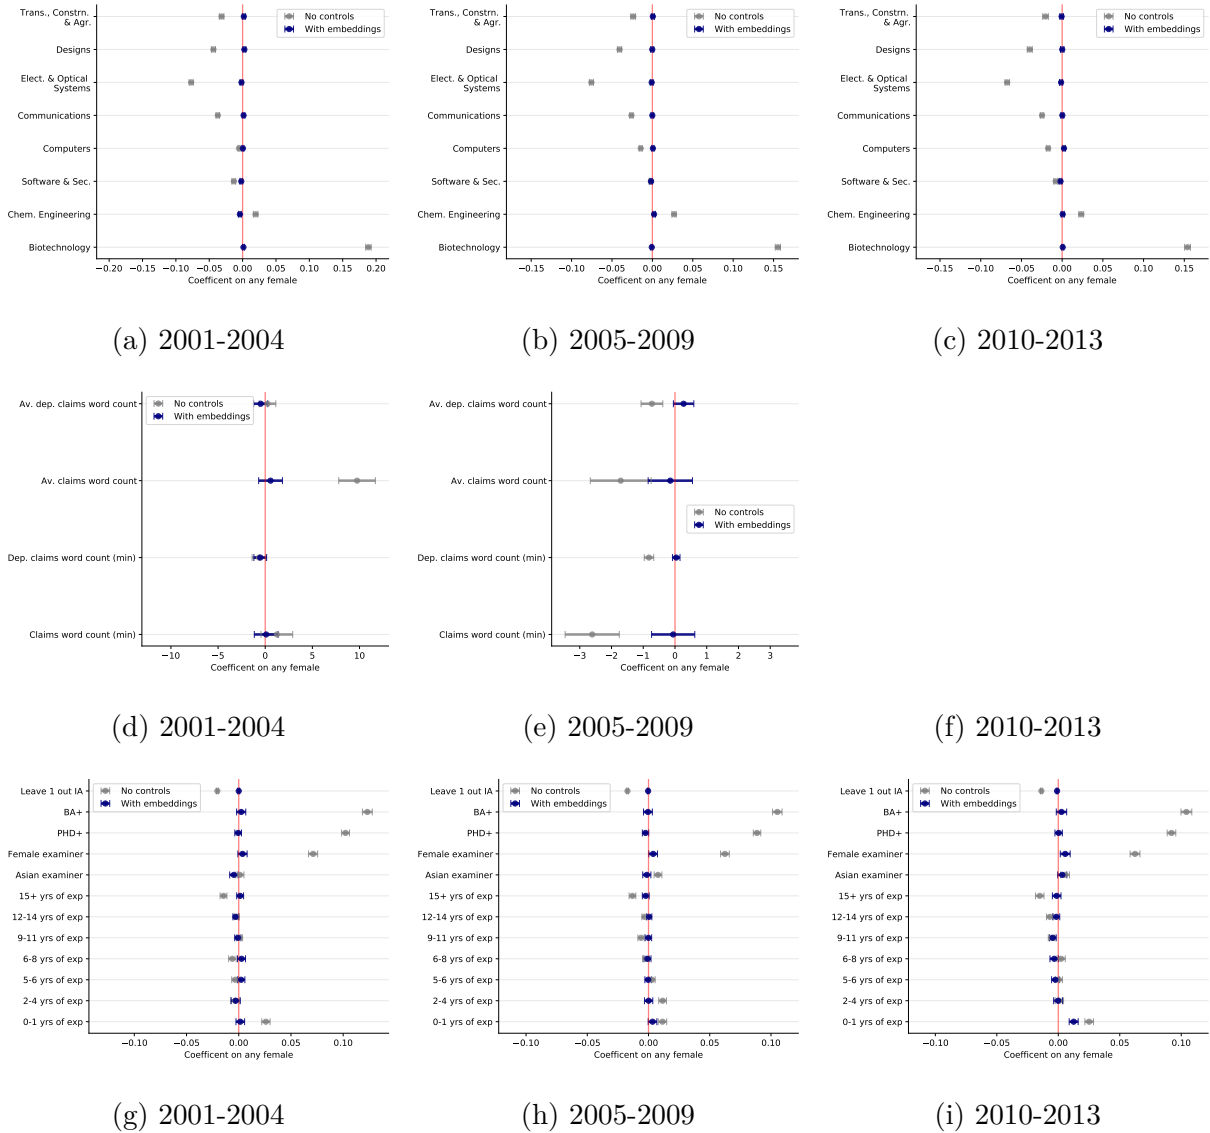 Trans., Constrn.
& Agr.
Designs
Elect. & Optical
Systems
Communications
Computers
Software & Sec.
Chem. Engineering
Biotechnology
No controls
With embeddings
−0.20 −0.15 −0.10 −0.05 0.00 0.05 0.10 0.15 0.20
Coefficent on any female
(a) 2001-2004
Trans., Constrn.
& Agr.
Designs
Elect. & Optical
Systems
Communications
Computers
Software & Sec.
Chem. Engineering
Biotechnology
No controls
With embeddings
−0.15 −0.10 −0.05 0.00 0.05 0.10 0.15
Coefficent on any female
(b) 2005-2009
Trans., Constrn.
& Agr.
Designs
Elect. & Optical
Systems
Communications
Computers
Software & Sec.
Chem. Engineering
Biotechnology
No controls
With embeddings
−0.15 −0.10 −0.05 0.00 0.05 0.10 0.15
Coefficent on any female
(c) 2010-2013
Av. dep. claims word count
Av. claims word count
Dep. claims word count (min)
Claims word count (min)
No controls
With embeddings
−10 −5 0 5 10
Coefficent on any female
(d) 2001-2004
Av. dep. claims word count
Av. claims word count
Dep. claims word count (min)
Claims word count (min)
No controls
With embeddings
−3 −2 −1 0 1 2 3
Coefficent on any female
(e) 2005-2009
(f) 2010-2013
Leave 1 out IA
BA+
PHD+
Female examiner
Asian examiner
15+ yrs of exp
12-14 yrs of exp
9-11 yrs of exp
6-8 yrs of exp
5-6 yrs of exp
2-4 yrs of exp
0-1 yrs of exp
No controls
With embeddings
−0.10 −0.05 0.00 0.05 0.10
Coefficent on any female
(g) 2001-2004
Leave 1 out IA
BA+
PHD+
Female examiner
Asian examiner
15+ yrs of exp
12-14 yrs of exp
9-11 yrs of exp
6-8 yrs of exp
5-6 yrs of exp
2-4 yrs of exp
0-1 yrs of exp
No controls
With embeddings
−0.10 −0.05 0.00 0.05 0.10
Coefficent on any female
(h) 2005-2009
Leave 1 out IA
BA+
PHD+
Female examiner
Asian examiner
15+ yrs of exp
12-14 yrs of exp
9-11 yrs of exp
6-8 yrs of exp
5-6 yrs of exp
2-4 yrs of exp
0-1 yrs of exp
No controls
With embeddings
−0.10 −0.05 0.00 0.05 0.10
Coefficent on any female
(i) 2010-2013